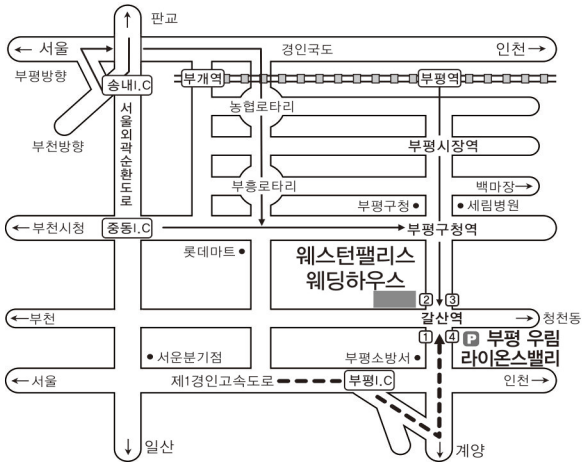 판교
← 서울
경인국도
인천 →
부평방향
송내I.C
부개역
부평역
농협로타리
부천방향
서울외곽순환도로
부평시장역
부흥로타리
백마장→
부평구청•
•세림병원
←부천시청
중동I.C
부평구청역
롯데마트•
웨스턴팰리스
웨딩하우스
2 3
←부천
갈산역
→ 청천동
1 4
P 부평 우림
라이온스밸리
•서운분기점
부평소방서•
←서울
제1경인고속도로
부평I.C
인천→
일산
계양